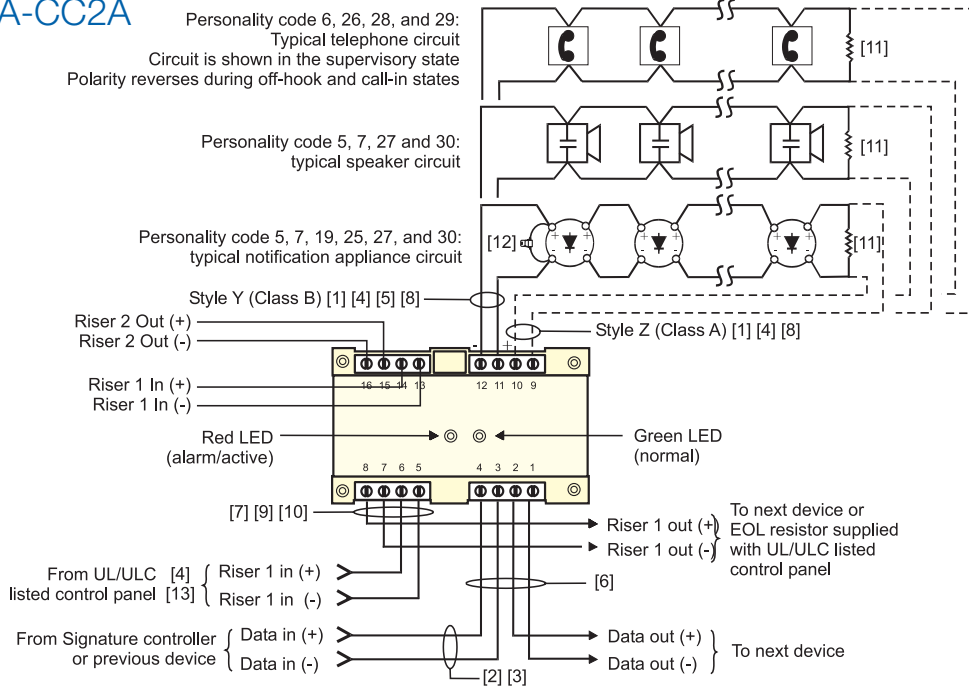 A-CC2A
Personality code 6, 26, 28, and 29:
Typical telephone circuit
Circuit is shown in the supervisory state
Polarity reverses during off-hook and call-in states
[11]
Personality code 5, 7, 27 and 30:
typical speaker circuit
[11]
Personality code 5, 7, 19, 25, 27, and 30:
typical notification appliance circuit
[12]
+ -
+ -
+ -
[11]
Style Y (Class B) [1] [4] [5] [8]
Style Z (Class A) [1] [4] [8]
Riser 2 Out (+)
Riser 2 Out (-)
- +
Riser 1 In (+)
Riser 1 In (-)
16 15 14 13 12 11 10 9
Red LED
(alarm/active)
Green LED
(normal)
8 7 6 5 4 3 2 1
[7] [9] [10]
Riser 1 out (+)
Riser 1 out (-)
To next device or
EOL resistor supplied
with UL/ULC listed
control panel
From UL/ULC [4]
listed control panel [13]
Riser 1 in (+)
Riser 1 in (-)
[6]
From Signature controller
or previous device
Data in (+)
Data in (-)
[2] [3]
Data out (+)
Data out (-)
To next device